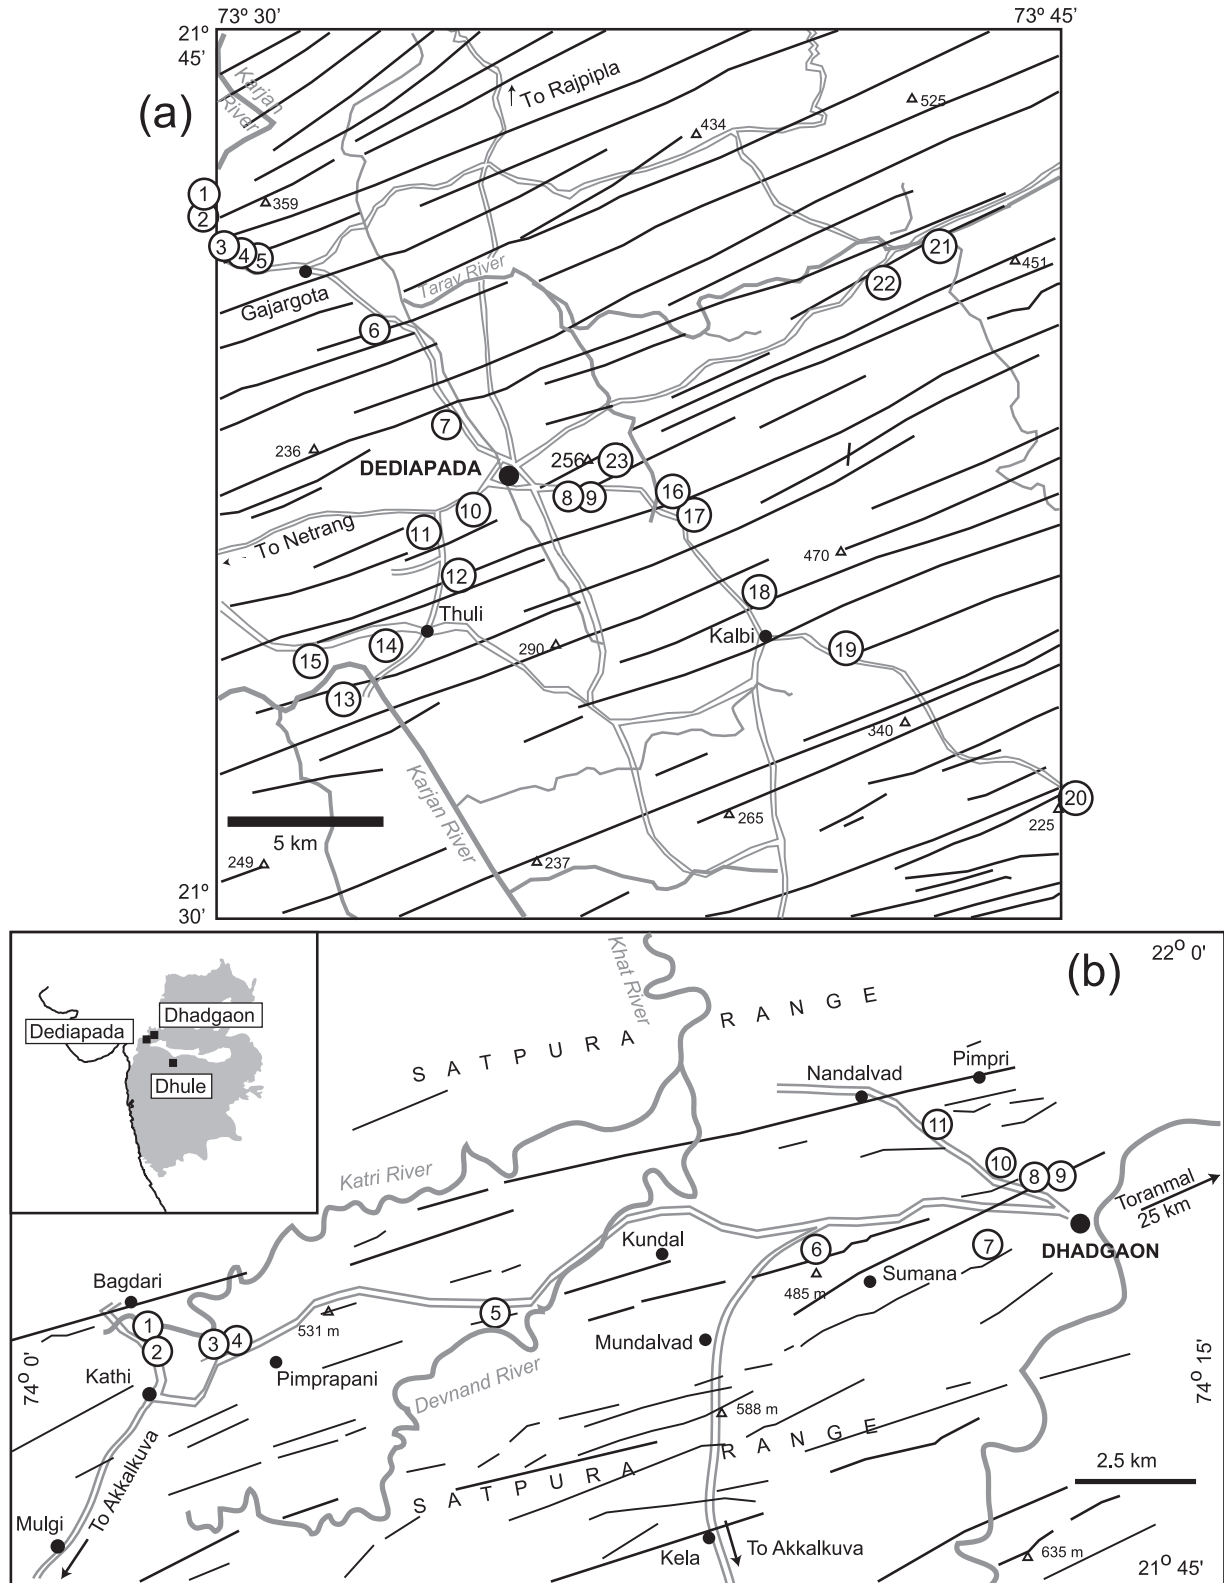 73º 30'
73º 45'
21º
45'
(a)
Karjan
River
To Rajpipla
525
434
1
2
359
3
4
5
21
22
451
Gajargota
Tarav River
6
7
236
DEDIAPADA
256
23
8
9
16
17
10
11
To Netrang
12
470
18
Thuli
Kalbi
14
15
290
19
13
340
Karjan River
20
225
265
5 km
249
237
21º
30'
Dediapada
Dhadgaon
Dhule
(b)
22º 0'
Khat River
SATPURA RANGE
Nandalvad
Pimpri
11
10
8
9
Katri River
Toranmal
25 km
DHADGAON
7
Kundal
6
485 m
Sumana
Bagdari
1
2
3
4
531 m
5
Mundalvad
Pimprapani
Kathi
74º 0'
74º 15'
Devnand River
588 m
SATPURA RANGE
2.5 km
To Akkalkuva
Mulgi
Kela
To Akkalkuva
635 m
21º 45'